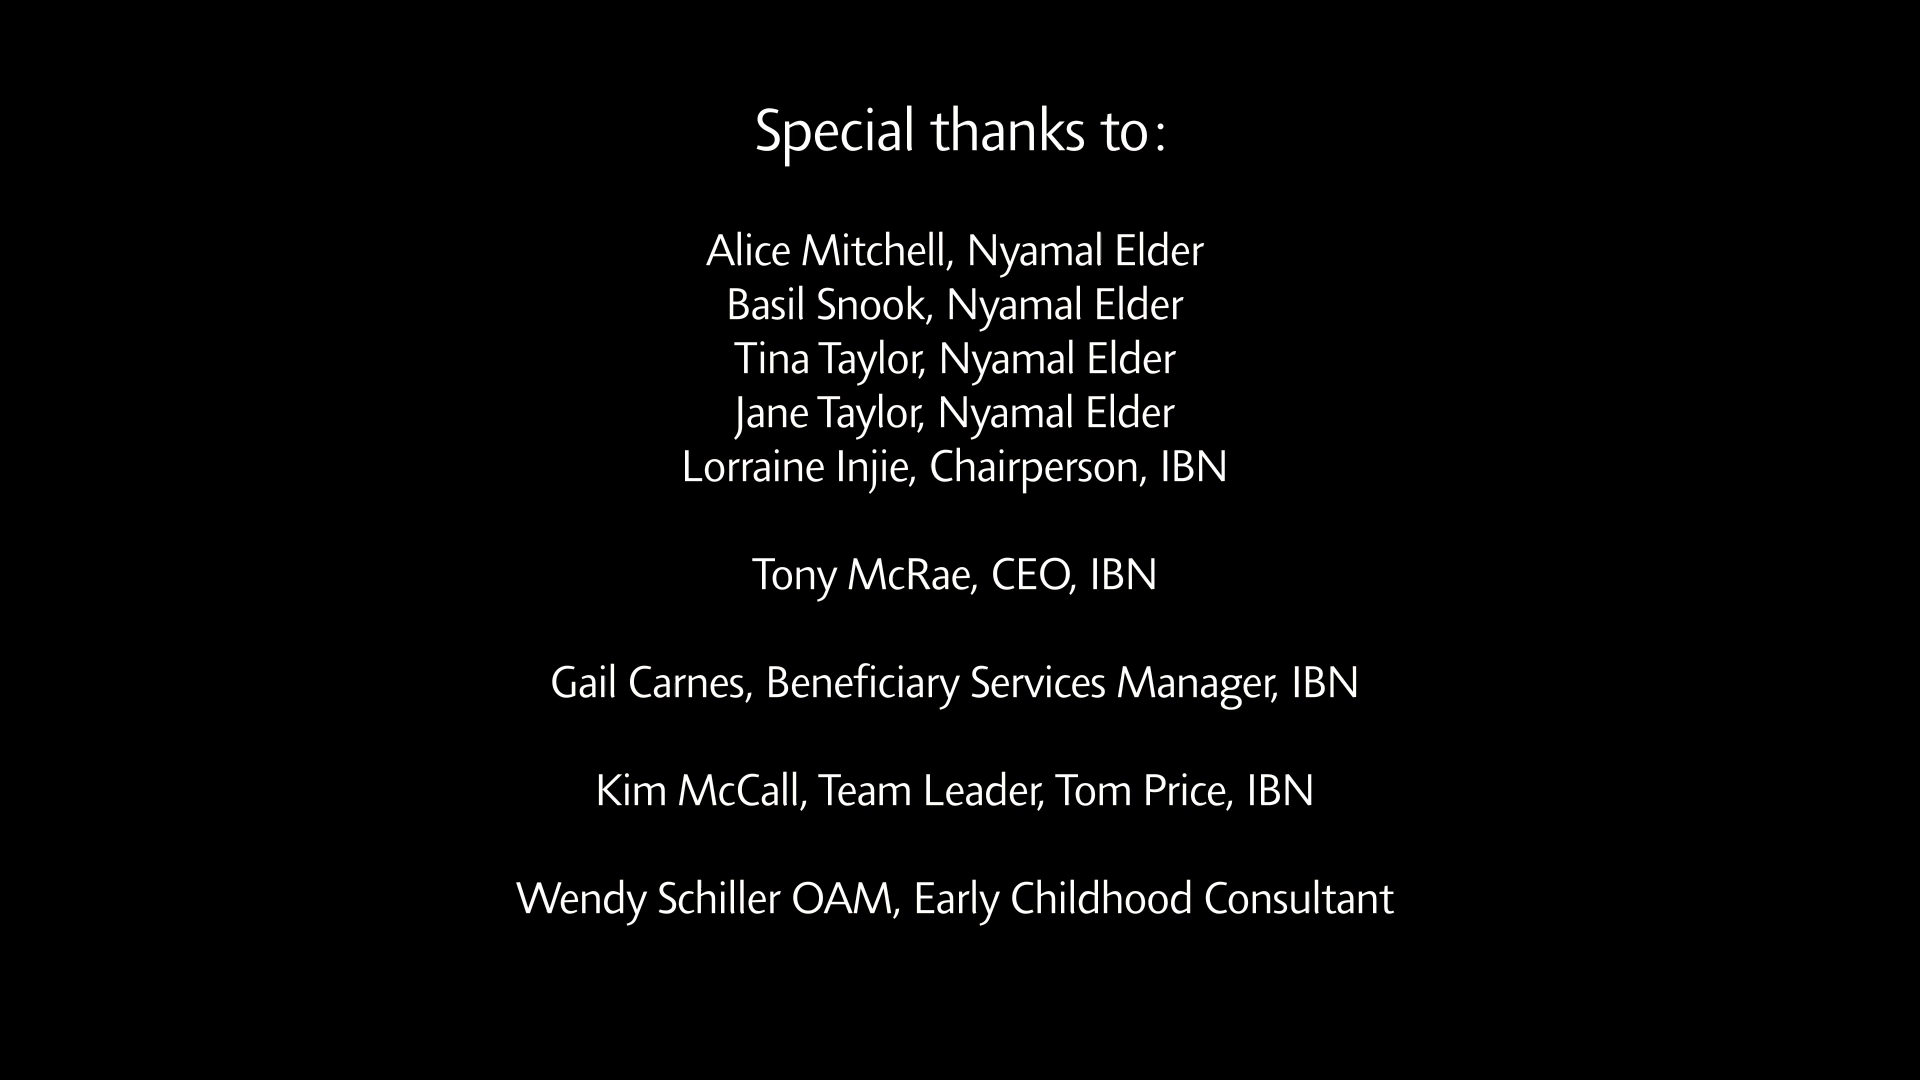 Special thanks to:
Alice Mitchell, Nyamal Elder
Basil Snook, Nyamal Elder
Tina Taylor, Nyamal Elder
Jane Taylor, Nyamal Elder
Lorraine Injie, Chairperson, IBN
Tony McRae, CEO, IBN
Gail Carnes, Beneficiary Services Manager, IBN
Kim McCall, Team Leader, Tom Price, IBN
Wendy Schiller OAM, Early Childhood Consultant